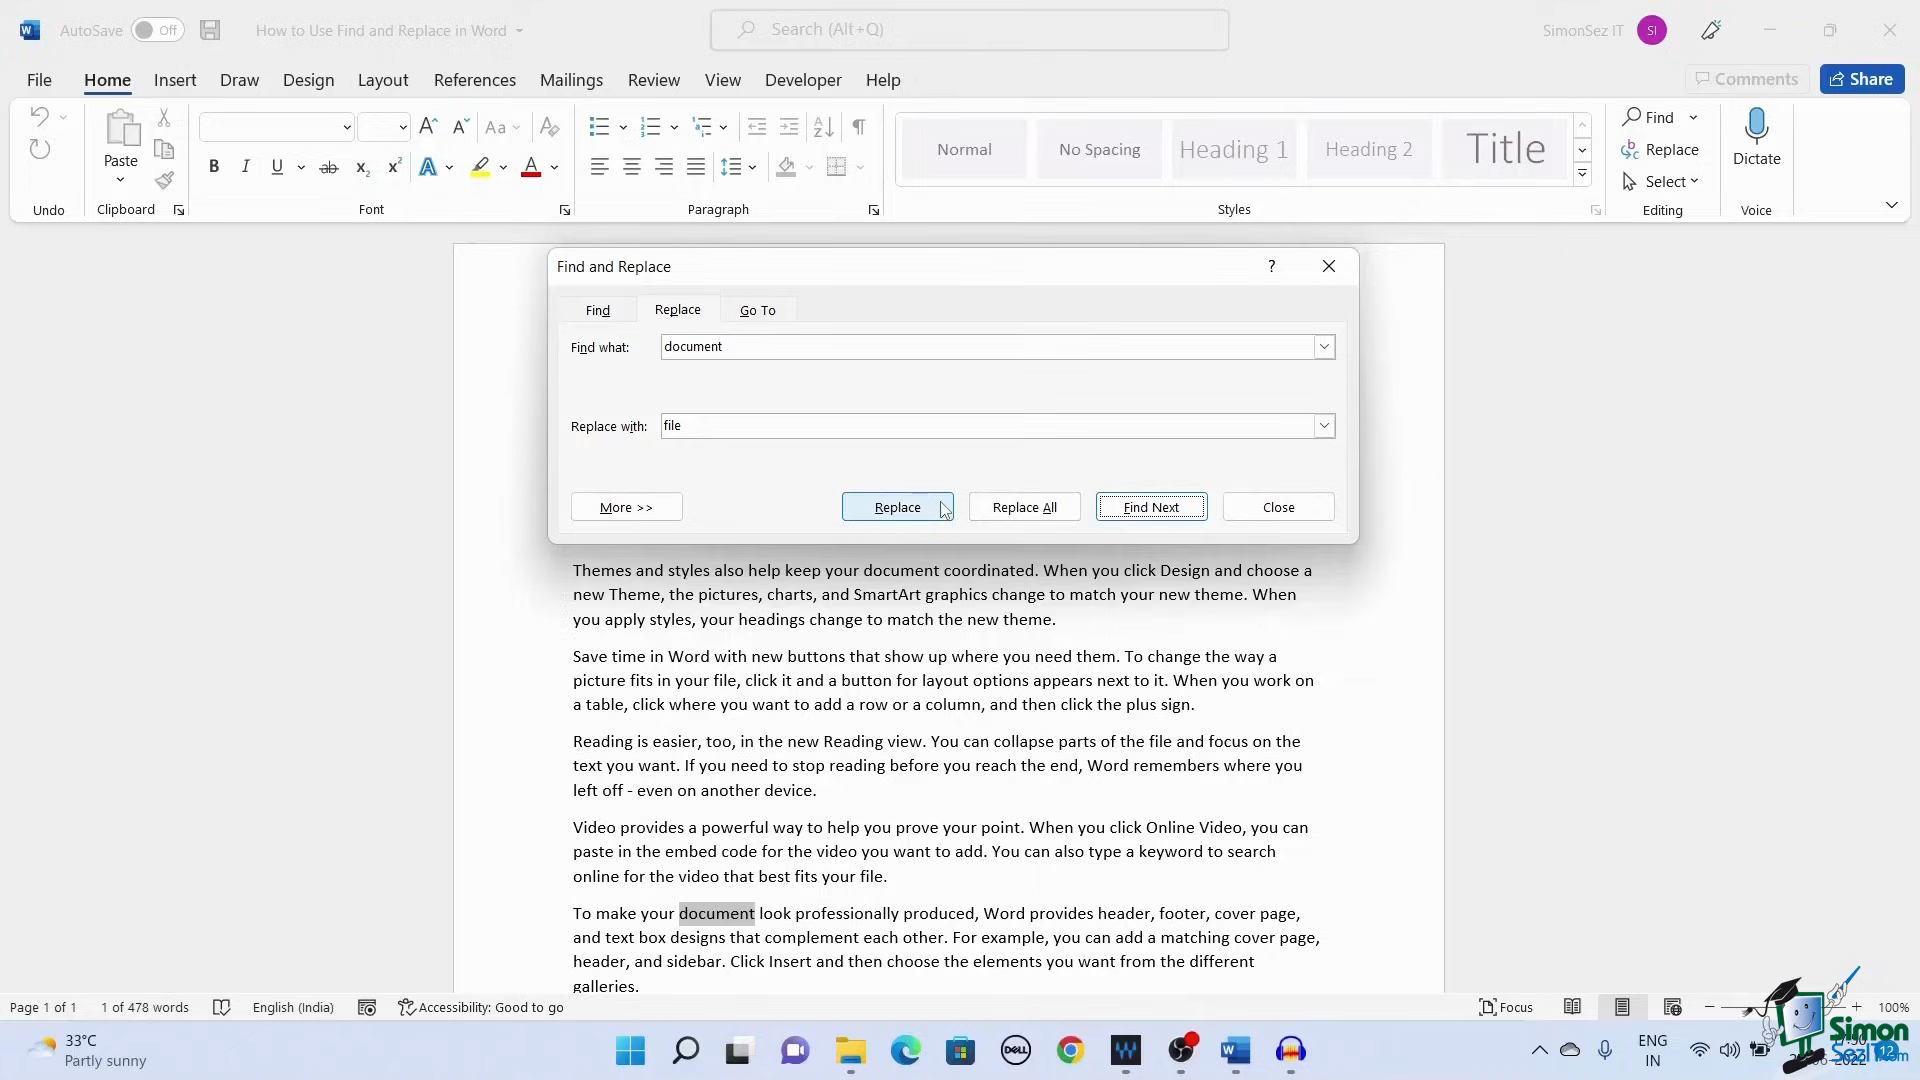 AutoSave Off How to Use Find and Replace in Word Search (Alt+Q) SimonSez IT SI
File Home Insert Draw Design Layout References Mailings Review View Developer Help Comments Share
Paste
Undo Clipboard Font Paragraph
Normal No Spacing Heading 1 Heading 2 Title
Styles
Find
Replace
Select
Editing
Dictate
Voice
Find and Replace ?
Find Replace Go To
Find what: document
Replace with: file
More >> Replace Replace All Find Next Close
Themes and styles also help keep your document coordinated. When you click Design and choose a
new Theme, the pictures, charts, and SmartArt graphics change to match your new theme. When
you apply styles, your headings change to match the new theme.
Save time in Word with new buttons that show up where you need them. To change the way a
picture fits in your file, click it and a button for layout options appears next to it. When you work on
a table, click where you want to add a row or a column, and then click the plus sign.
Reading is easier, too, in the new Reading view. You can collapse parts of the file and focus on the
text you want. If you need to stop reading before you reach the end, Word remembers where you
left off - even on another device.
Video provides a powerful way to help you prove your point. When you click Online Video, you can
paste in the embed code for the video you want to add. You can also type a keyword to search
online for the video that best fits your file.
To make your document look professionally produced, Word provides header, footer, cover page,
and text box designs that complement each other. For example, you can add a matching cover page,
header, and sidebar. Click Insert and then choose the elements you want from the different
galleries.
Page 1 of 1 1 of 478 words English (India) Accessibility: Good to go Focus 100%
33°C
Partly sunny
DELL
ENG
IN
Simon
Sez IT